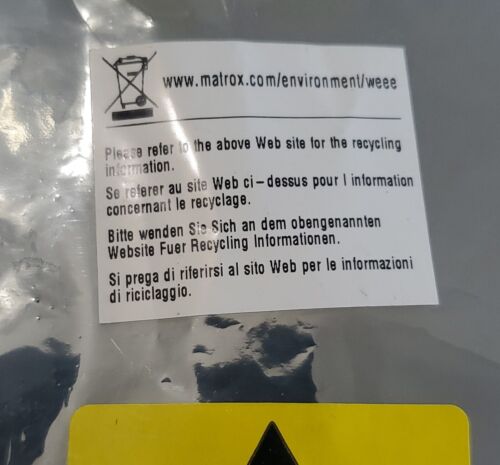 www.matrox.com/environment/weee
Please refer to the above Web site for the recycling
information.
Se referer au site Web ci-dessus pour l information
concernant le recyclage.
Bitte wenden Sie Sich an dem obengenannten
Website Fuer Recycling Informationen.
Si prega di riferirsi al sito Web per le informazioni
di riciclaggio.